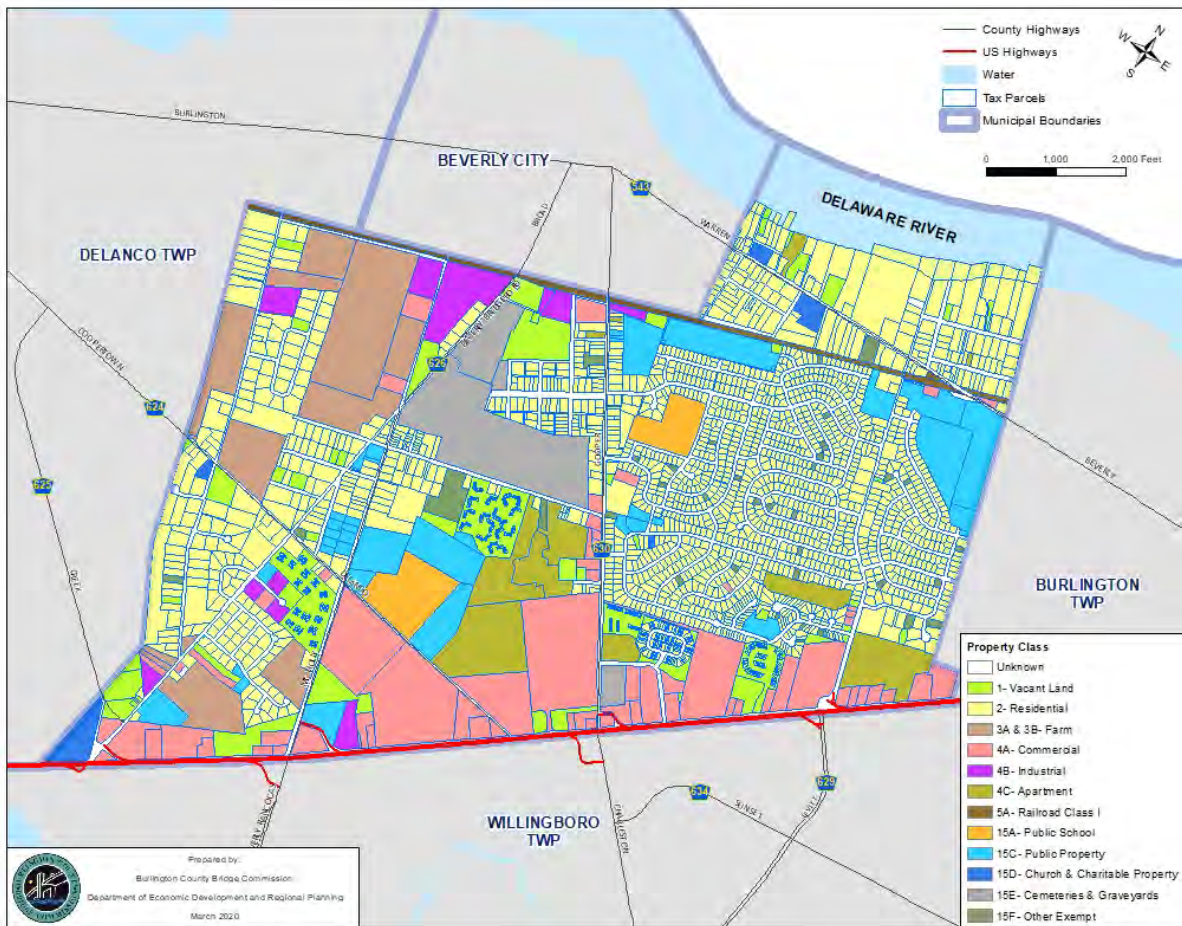 County Highways
US Highways
Water
Tax Parcels
Municipal Boundaries
N
W
E
S
0 1,000 2,000 Feet
BURLINGTON
BEVERLY CITY
543
BROAD
WARREN
DELAWARE RIVER
DELANCO TWP
COOPERTOWN
626
624
COOPER
BEVERLY
625
630
BURLINGTON
TWP
Property Class
Unknown
1- Vacant Land
2- Residential
3A & 3B- Farm
4A- Commercial
4B- Industrial
4C- Apartment
5A- Railroad Class I
15A- Public School
15C- Public Property
15D- Church & Charitable Property
15E- Cemeteries & Graveyards
15F- Other Exempt
629
634
SUNSET
WILLINGBORO
TWP
CHARLESTON
Prepared by:
Burlington County Bridge Commission
Department of Economic Development and Regional Planning
March 2020